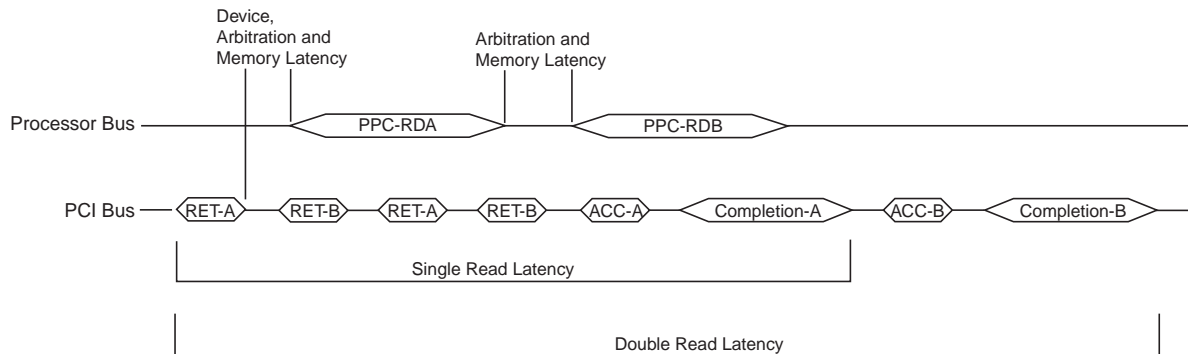 Device,
Arbitration and
Memory Latency
Arbitration and
Memory Latency
Processor Bus
PPC-RDA
PPC-RDB
PCI Bus
RET-A
RET-B
RET-A
RET-B
ACC-A
Completion-A
ACC-B
Completion-B
Single Read Latency
Double Read Latency